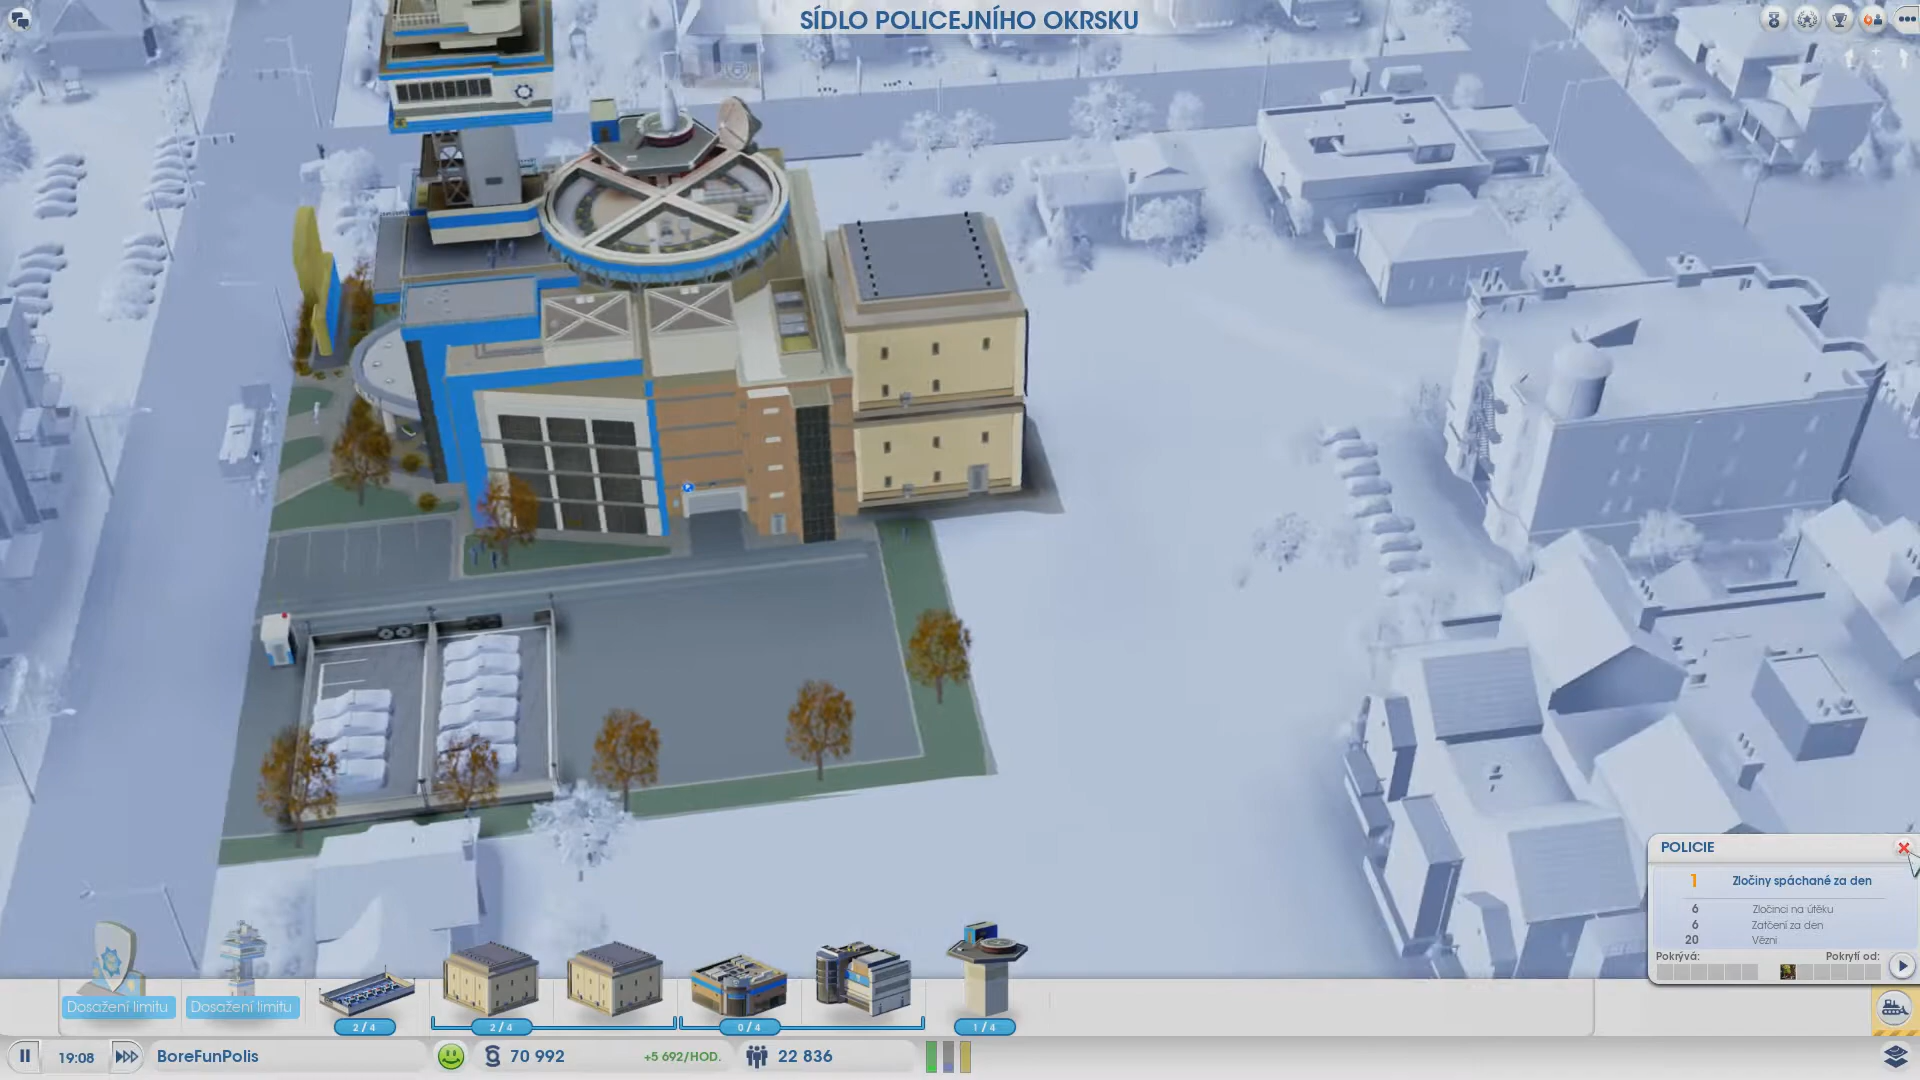 SÍDLO POLICEJNÍHO OKRSKU
POLICIE
1 Zločiny spáchané za den
6 Zločinci na útěku
6 Zatčení za den
20 Vězni
Pokrývá: Pokrytí od:
Dosažení limitu
Dosažení limitu
2 / 4
2 / 4
0 / 4
1 / 4
19:08
BoreFunPolis
70 992
+5 692/HOD.
22 836